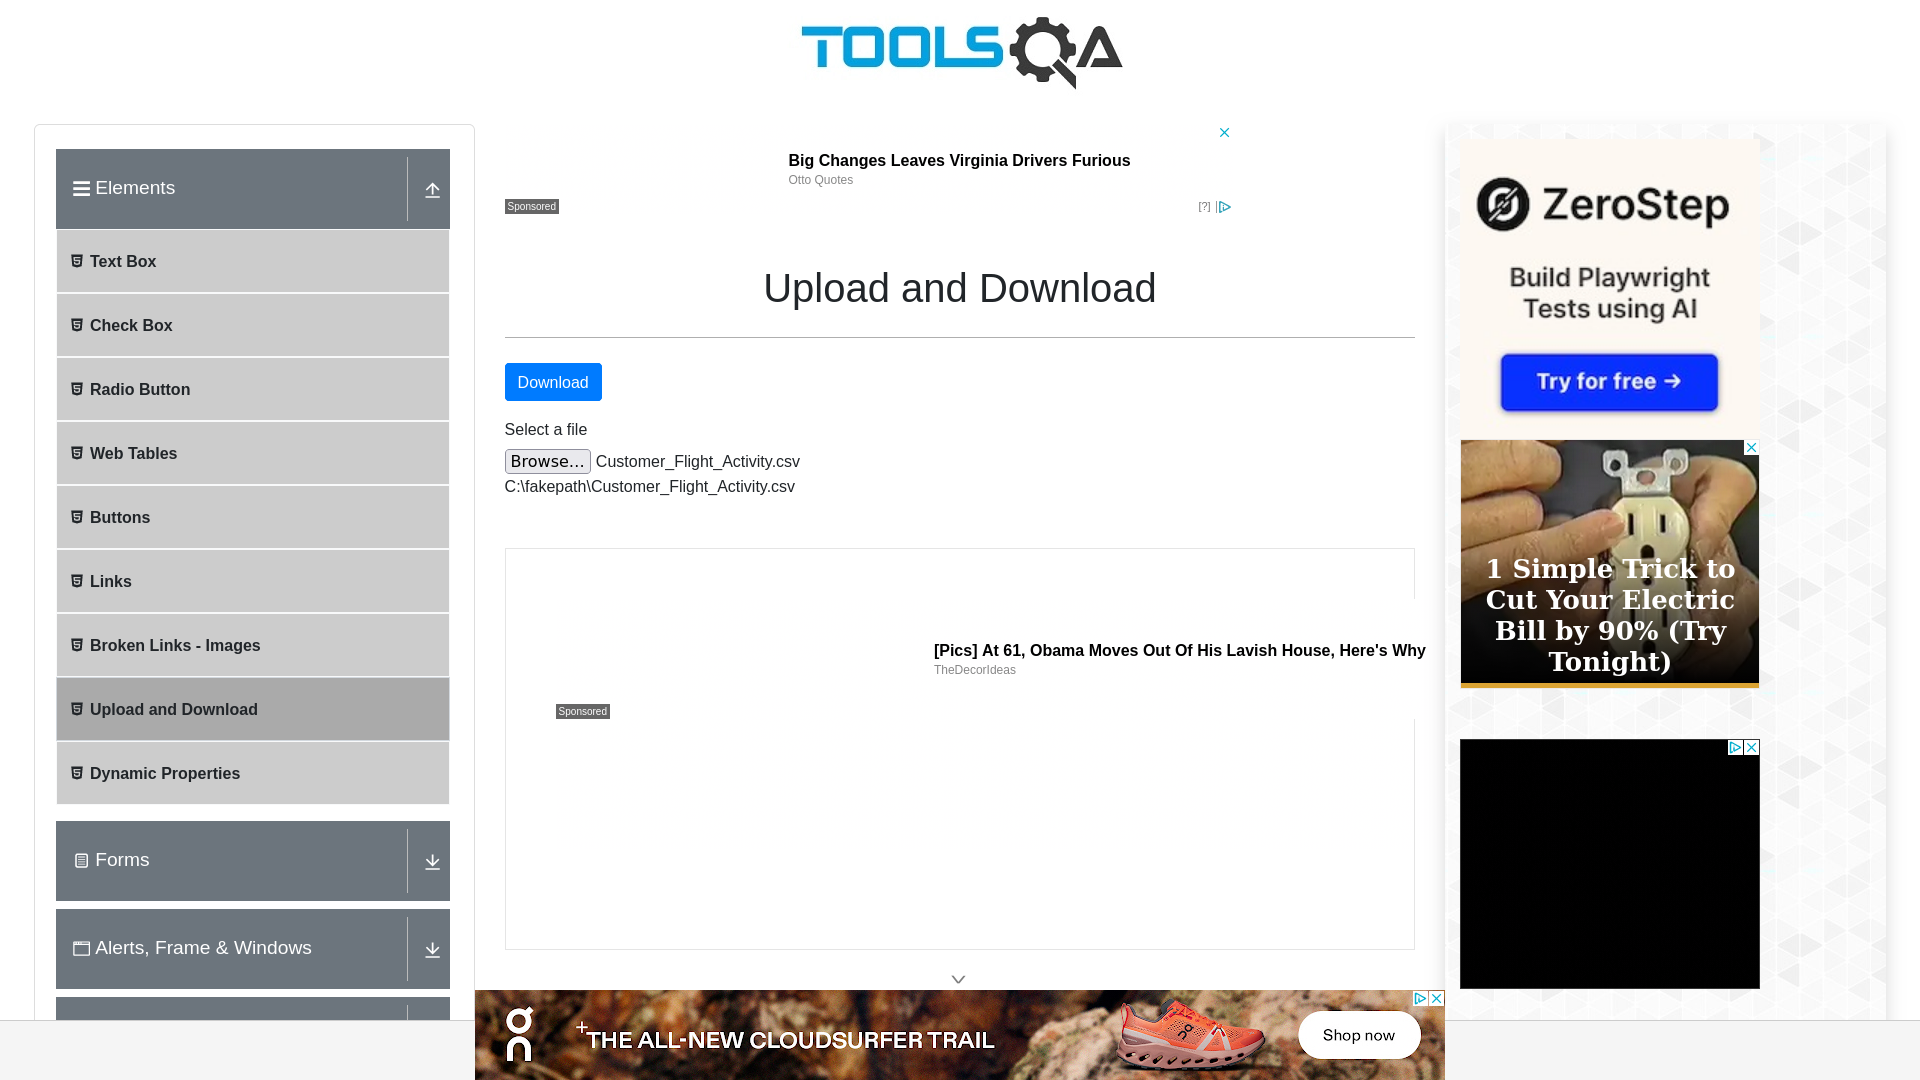 TOOLSQA
Elements
Text Box
Check Box
Radio Button
Web Tables
Buttons
Links
Broken Links - Images
Upload and Download
Dynamic Properties
Forms
Alerts, Frame & Windows
Big Changes Leaves Virginia Drivers Furious
Otto Quotes
Sponsored
[?]
Upload and Download
Download
Select a file
Browse... Customer_Flight_Activity.csv
C:\fakepath\Customer_Flight_Activity.csv
[Pics] At 61, Obama Moves Out Of His Lavish House, Here's Why
TheDecorIdeas
Sponsored
THE ALL-NEW CLOUDSURFER TRAIL
Shop now
ZeroStep
Build Playwright
Tests using AI
Try for free →
1 Simple Trick to
Cut Your Electric
Bill by 90% (Try
Tonight)